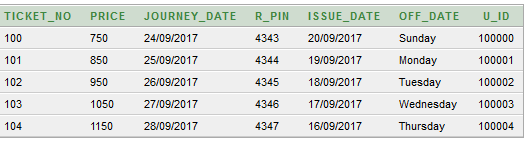 TICKET_NO PRICE JOURNEY_DATE R_PIN ISSUE_DATE OFF_DATE U_ID
100 750 24/09/2017 4343 20/09/2017 Sunday 100000
101 850 25/09/2017 4344 19/09/2017 Monday 100001
102 950 26/09/2017 4345 18/09/2017 Tuesday 100002
103 1050 27/09/2017 4346 17/09/2017 Wednesday 100003
104 1150 28/09/2017 4347 16/09/2017 Thursday 100004